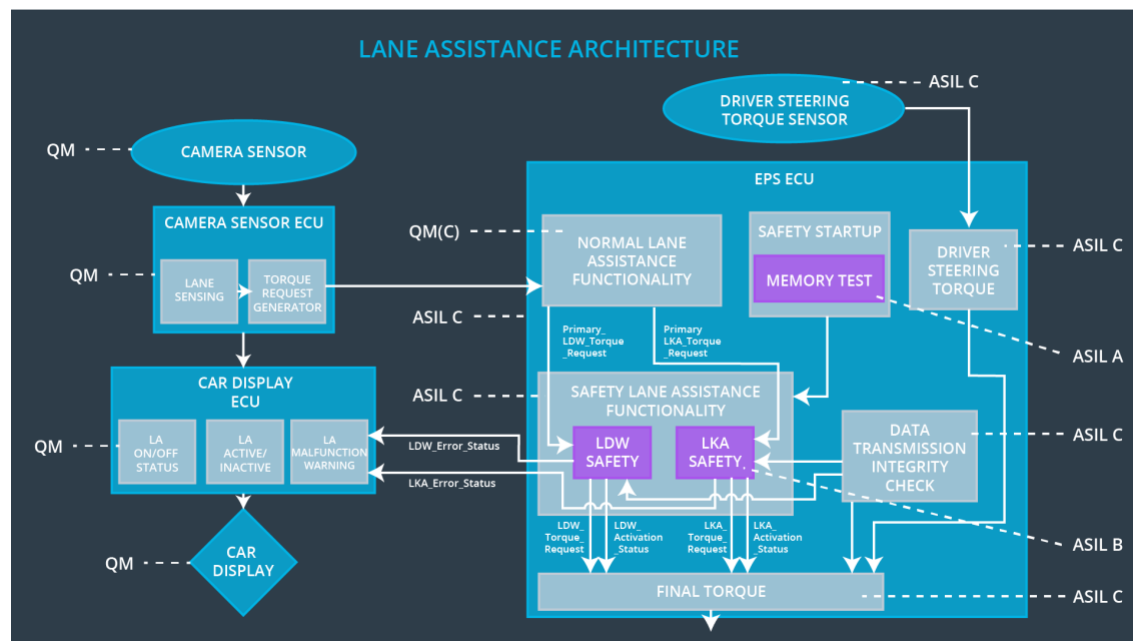 LANE ASSISTANCE ARCHITECTURE
ASIL C
DRIVER STEERING
TORQUE SENSOR
QM
CAMERA SENSOR
EPS ECU
CAMERA SENSOR ECU
QM
LANE
SENSING
TORQUE
REQUEST
GENERATOR
QM(C)
NORMAL LANE
ASSISTANCE
FUNCTIONALITY
SAFETY STARTUP
MEMORY TEST
DRIVER
STEERING
TORQUE
ASIL C
ASIL C
Primary_
LDW_Torque
_Request
Primary
LKA_Torque
_Request
ASIL A
CAR DISPLAY
ECU
QM
LA
ON/OFF
STATUS
LA
ACTIVE/
INACTIVE
LA
MALFUNCTION
WARNING
ASIL C
SAFETY LANE ASSISTANCE
FUNCTIONALITY
LDW
SAFETY
LKA
SAFETY
DATA
TRANSMISSION
INTEGRITY
CHECK
ASIL C
LDW_Error_Status
LKA_Error_Status
LDW_
Torque_
Request
LDW_
Activation
_Status
LKA_
Torque_
Request
LKA_
Activation
_Status
ASIL B
QM
CAR
DISPLAY
FINAL TORQUE
ASIL C